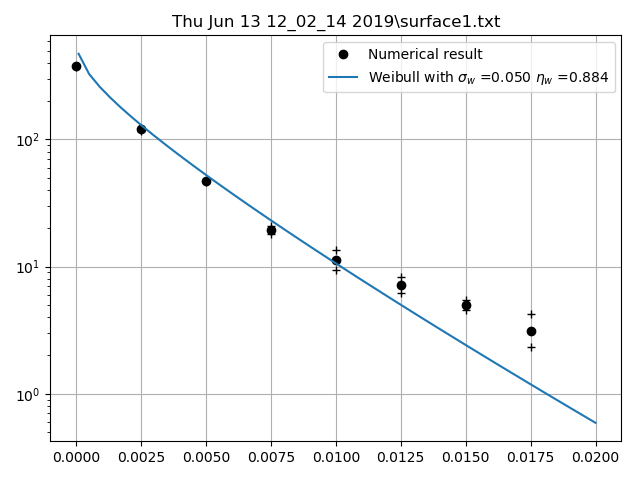 Thu Jun 13 12_02_14 2019\surface1.txt
Numerical result
Weibull with σw =0.050 ηw =0.884
10²
10¹
10⁰
0.0000 0.0025 0.0050 0.0075 0.0100 0.0125 0.0150 0.0175 0.0200